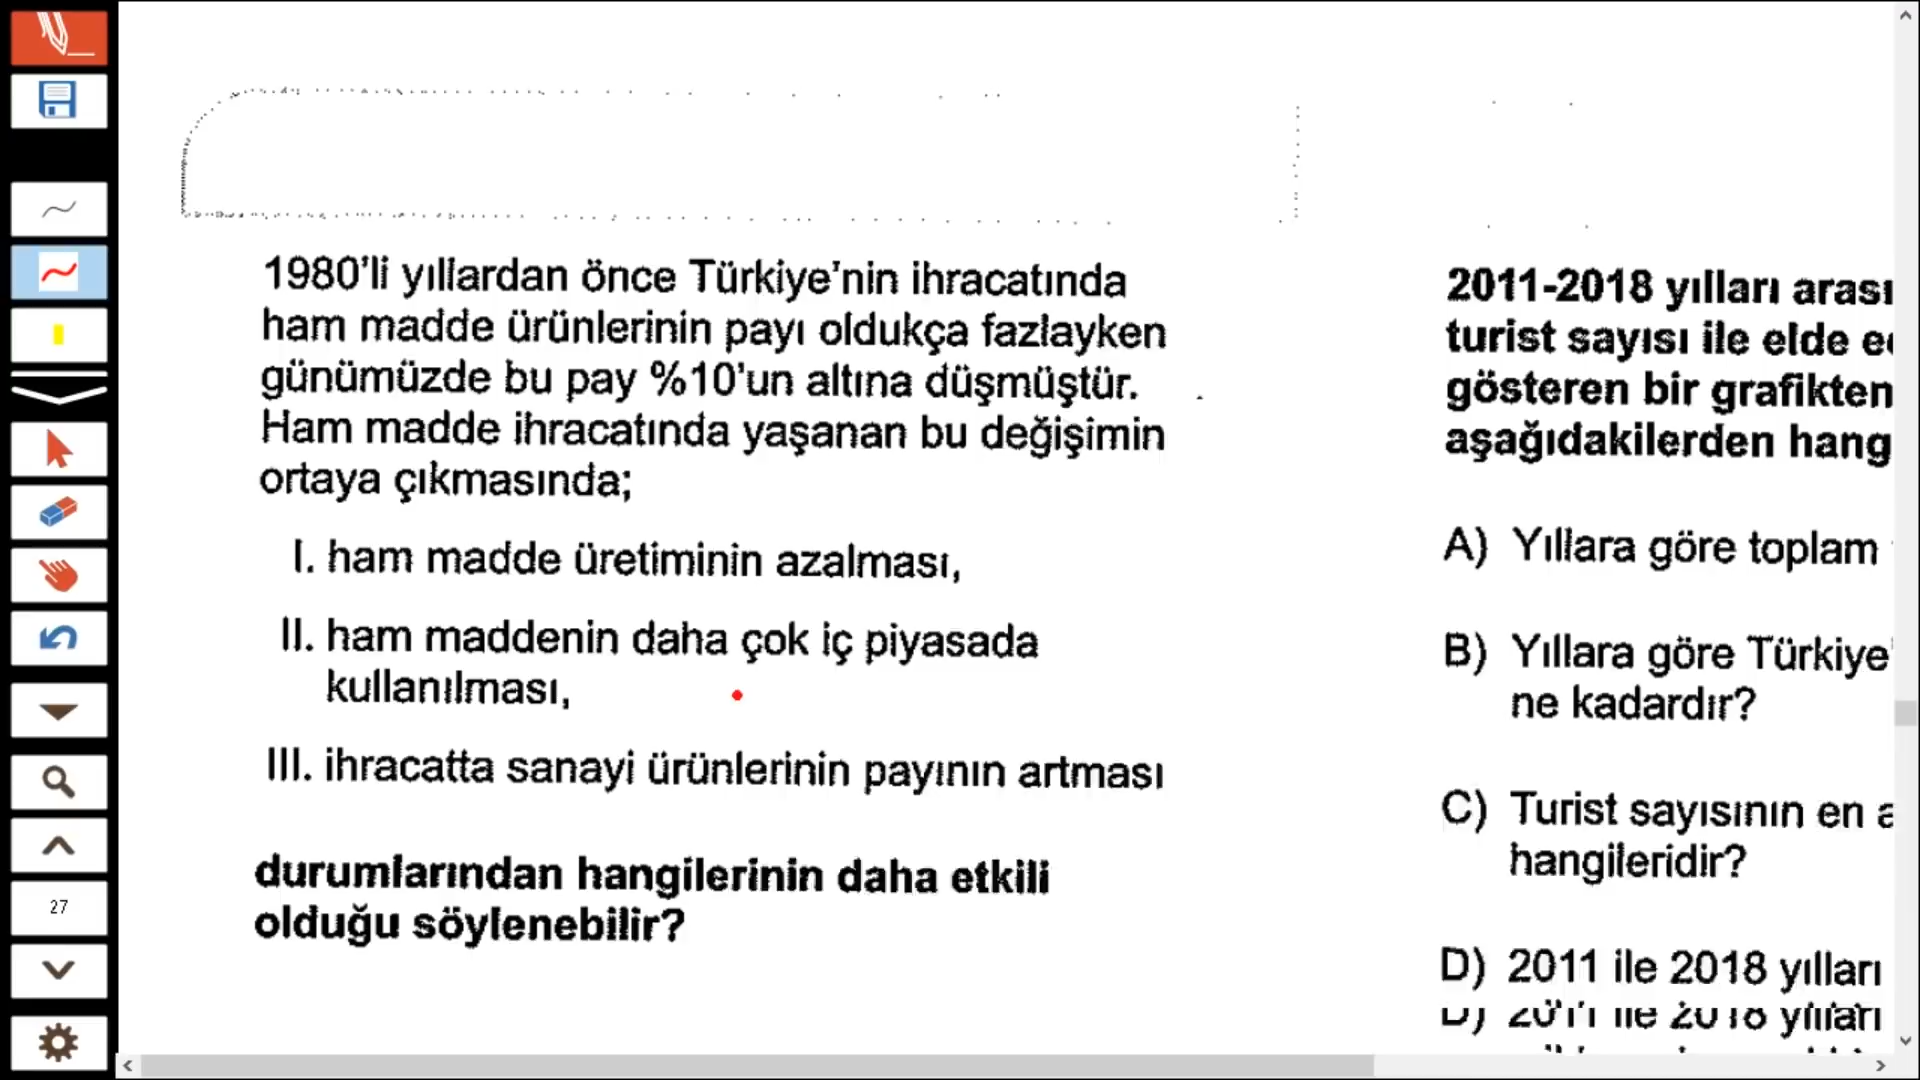 1980'li yıllardan önce Türkiye'nin ihracatında
ham madde ürünlerinin payı oldukça fazlayken
günümüzde bu pay %10'un altına düşmüştür.
Ham madde ihracatında yaşanan bu değişimin
ortaya çıkmasında;
I. ham madde üretiminin azalması,
II. ham maddenin daha çok iç piyasada
kullanılması,
III. ihracatta sanayi ürünlerinin payının artması
durumlarından hangilerinin daha etkili
olduğu söylenebilir?
2011-2018 yılları arası
turist sayısı ile elde
gösteren bir grafikten
aşağıdakilerden hang
A) Yıllara göre toplam
B) Yıllara göre Türkiye'
ne kadardır?
C) Turist sayısının en
hangileridir?
D) 2011 ile 2018 yılları
D) 2011 ile 2018 yılları
27